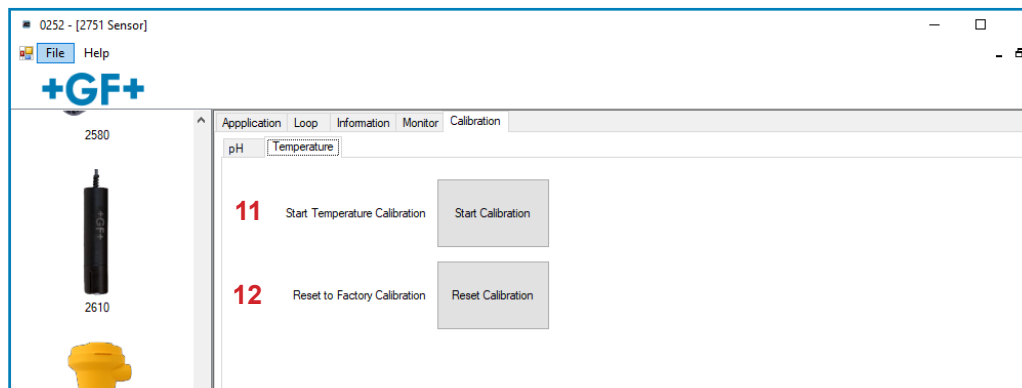 0252 - [2751 Sensor]
File Help
+GF+
2580
Appplication Loop Information Monitor Calibration
pH Temperature
+GF+
11 Start Temperature Calibration Start Calibration
12 Reset to Factory Calibration Reset Calibration
2610